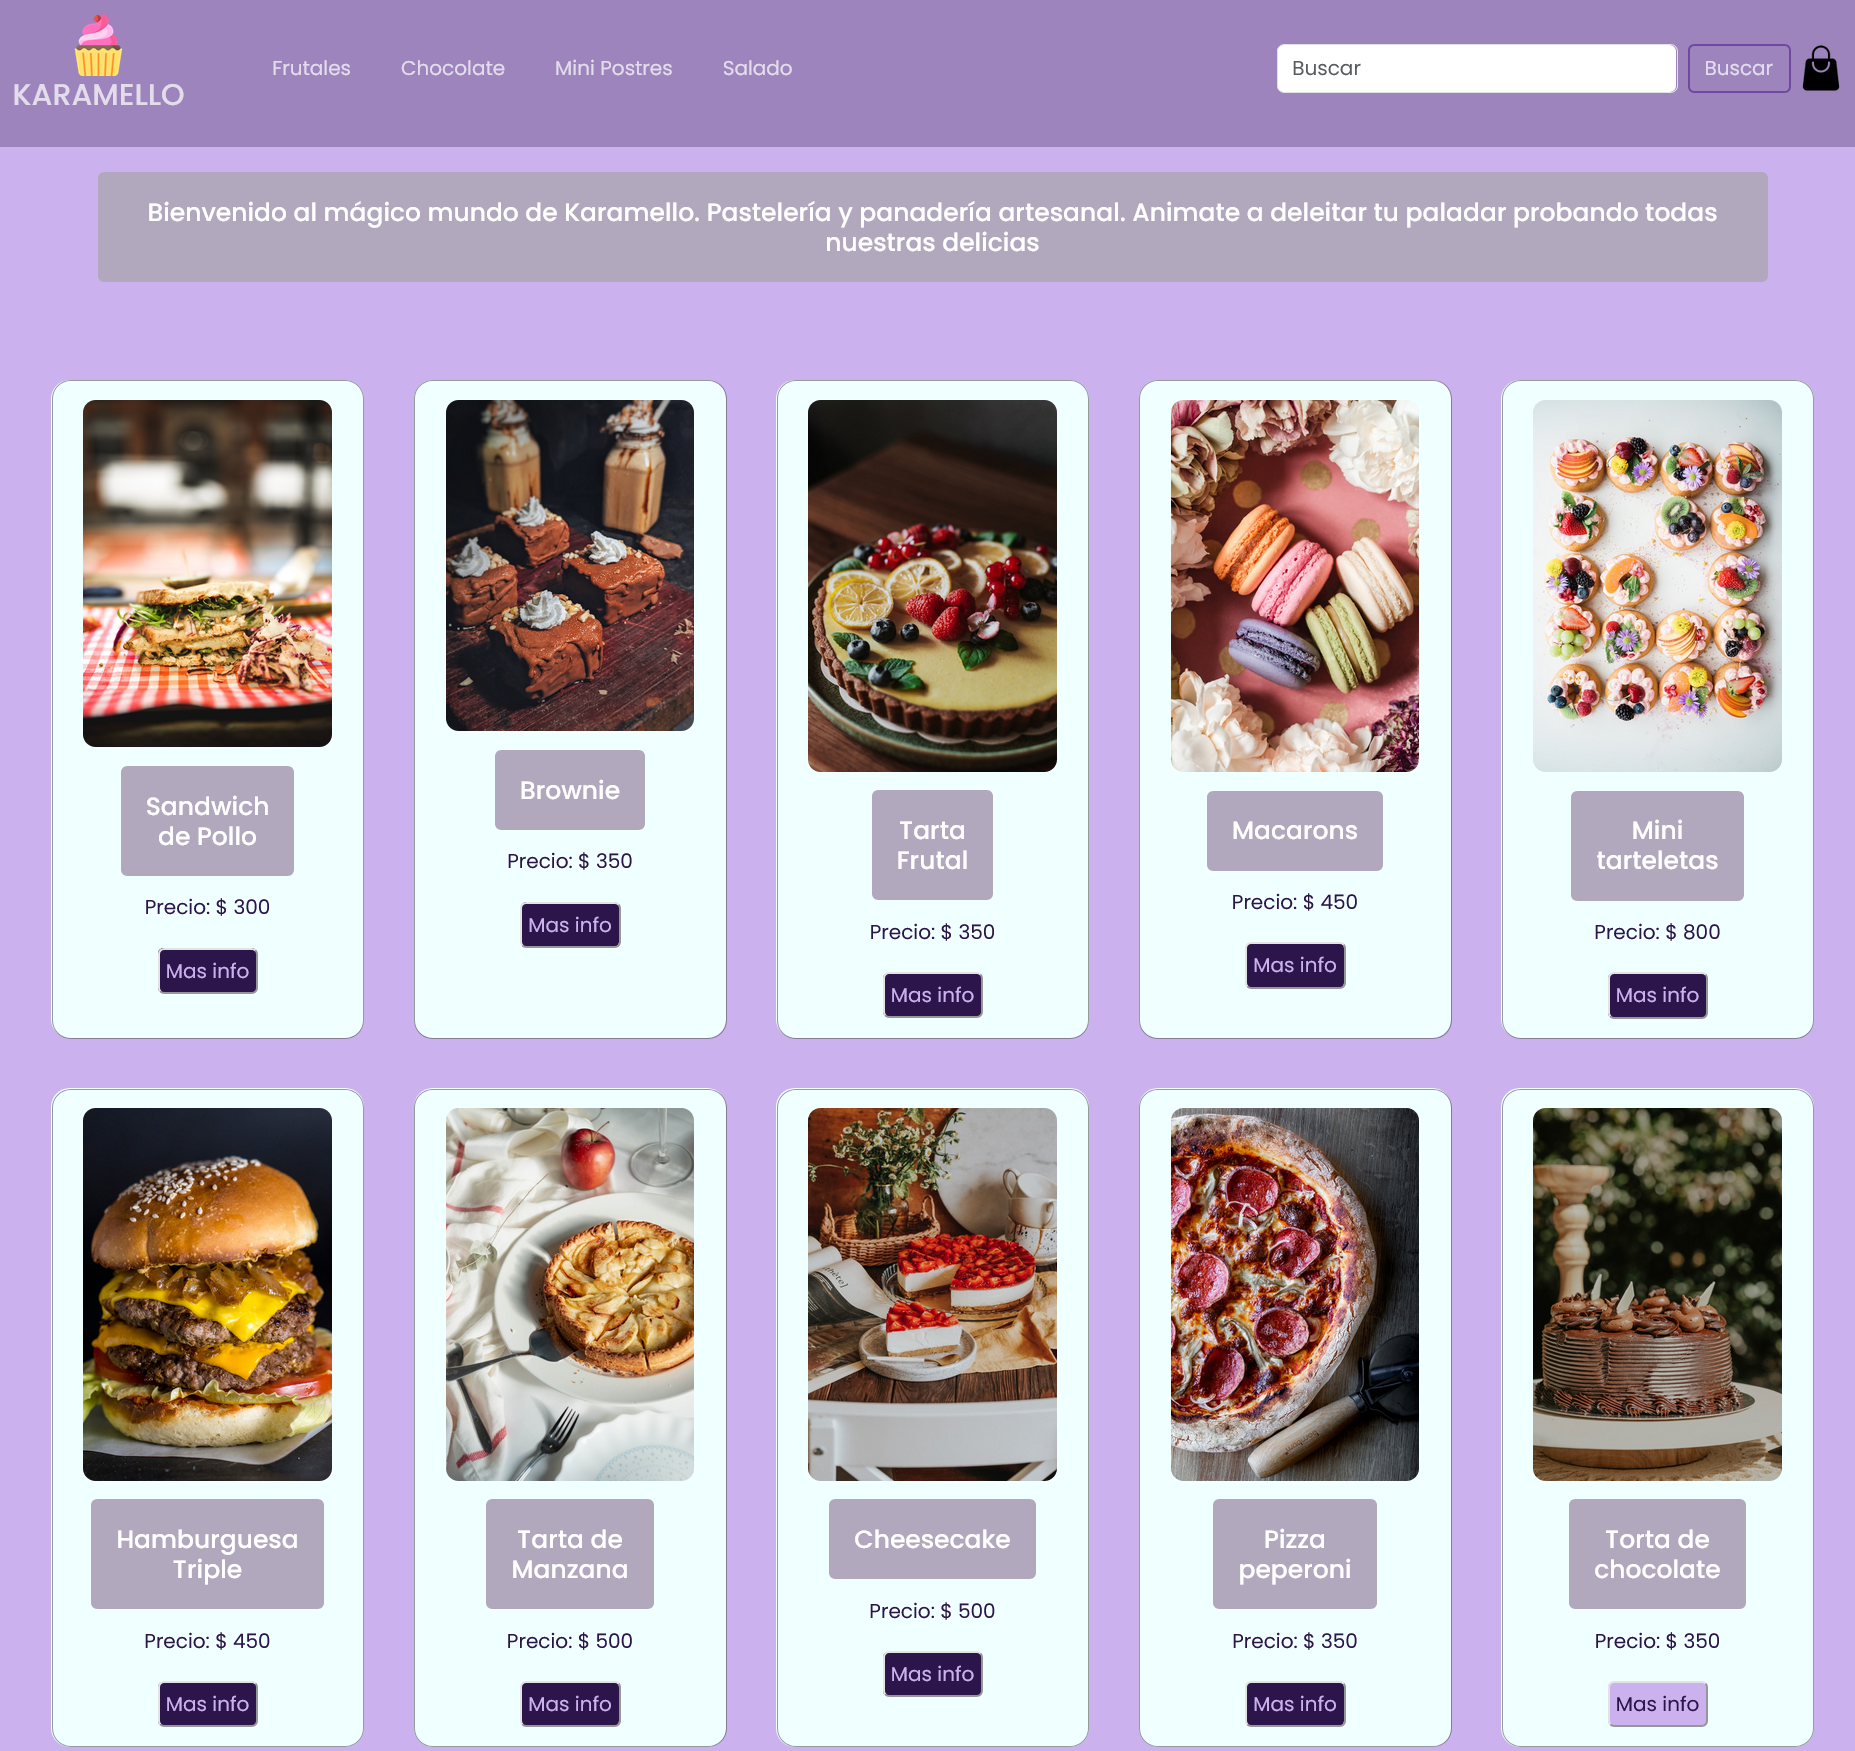 KARAMELLO
Frutales
Chocolate
Mini Postres
Salado
Buscar
Buscar
Bienvenido al mágico mundo de Karamello. Pastelería y panadería artesanal. Animate a deleitar tu paladar probando todas
nuestras delicias
Sandwich
de Pollo
Precio: $ 300
Mas info
Brownie
Precio: $ 350
Mas info
Tarta
Frutal
Precio: $ 350
Mas info
Macarons
Precio: $ 450
Mas info
Mini
tarteletas
Precio: $ 800
Mas info
Hamburguesa
Triple
Precio: $ 450
Mas info
Tarta de
Manzana
Precio: $ 500
Mas info
Cheesecake
Precio: $ 500
Mas info
Pizza
peperoni
Precio: $ 350
Mas info
Torta de
chocolate
Precio: $ 350
Mas info